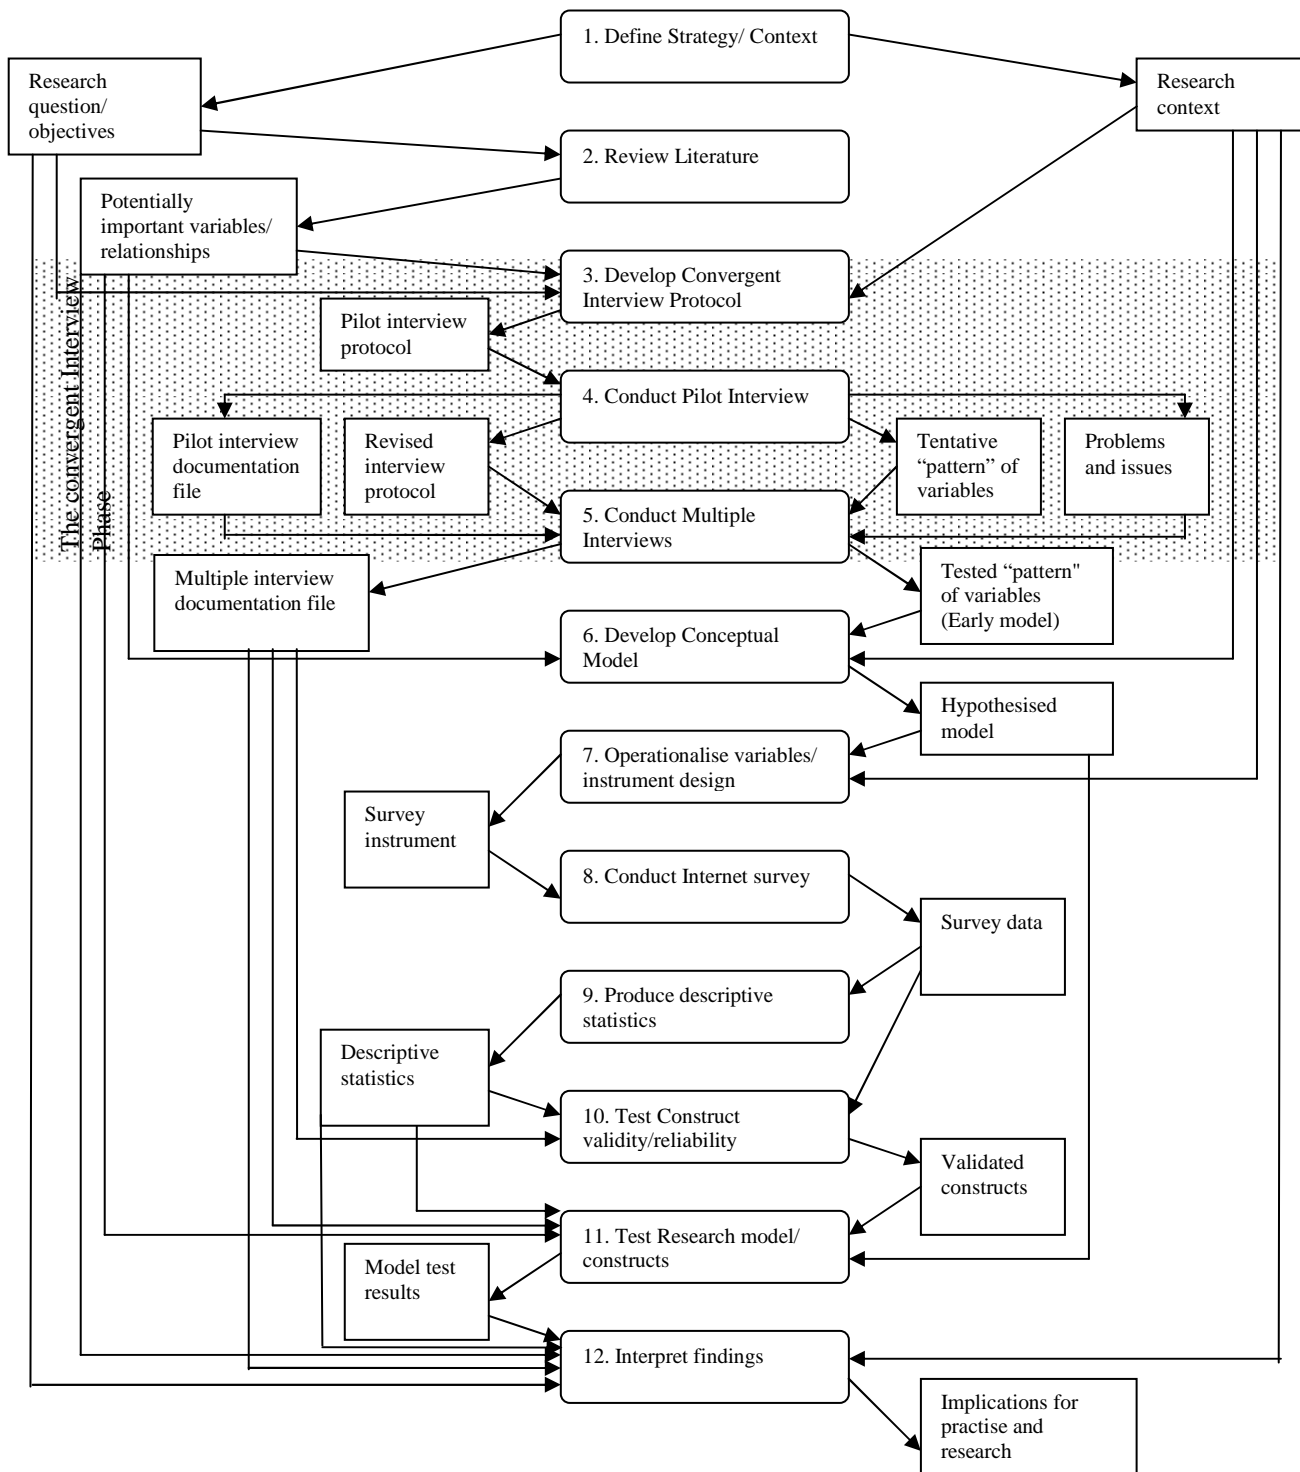 1. Define Strategy/ Context
Research
question/
objectives
Research
context
2. Review Literature
Potentially
important variables/
relationships
3. Develop Convergent
Interview Protocol
Pilot interview
protocol
The convergent Interview
Phase
4. Conduct Pilot Interview
Pilot interview
documentation
file
Revised
interview
protocol
Tentative
“pattern” of
variables
Problems
and issues
5. Conduct Multiple
Interviews
Multiple interview
documentation file
Tested “pattern"
of variables
(Early model)
6. Develop Conceptual
Model
Hypothesised
model
7. Operationalise variables/
instrument design
Survey
instrument
8. Conduct Internet survey
Survey data
9. Produce descriptive
statistics
Descriptive
statistics
10. Test Construct
validity/reliability
Validated
constructs
11. Test Research model/
constructs
Model test
results
12. Interpret findings
Implications for
practise and
research